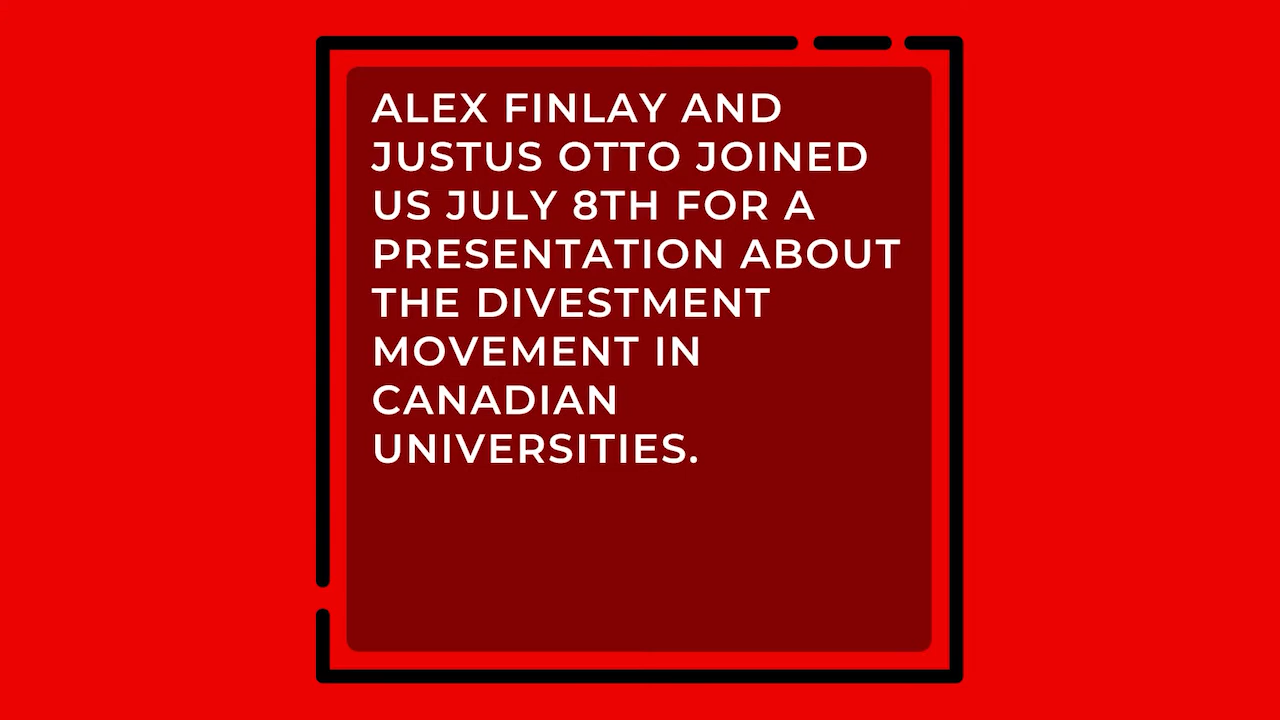 ALEX FINLAY AND
JUSTUS OTTO JOINED
US JULY 8TH FOR A
PRESENTATION ABOUT
THE DIVESTMENT
MOVEMENT IN
CANADIAN
UNIVERSITIES.